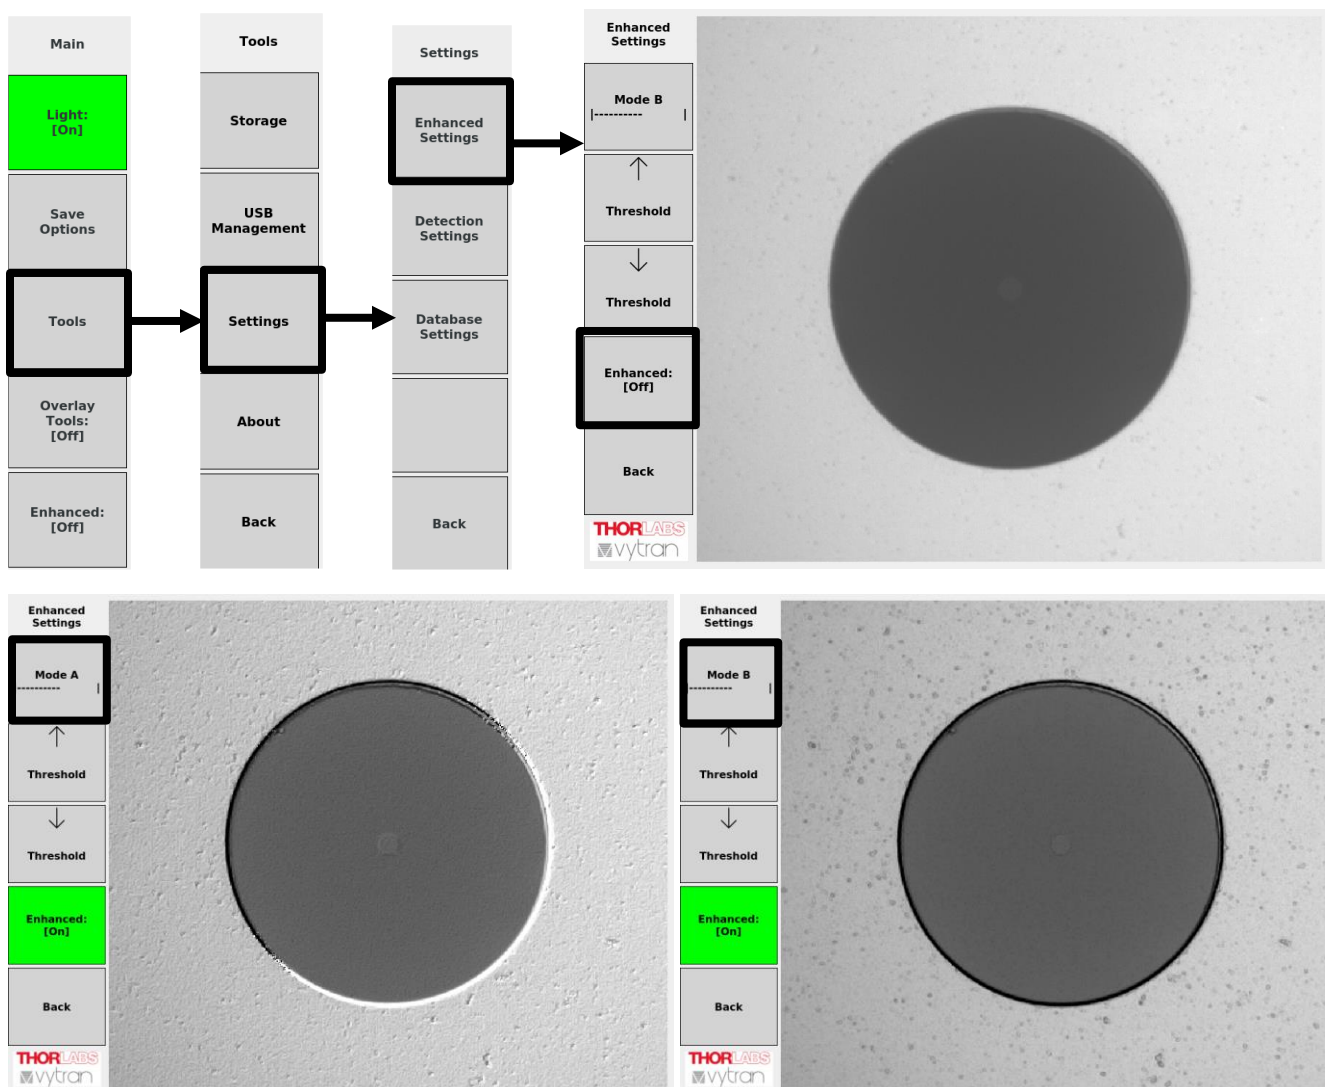 Main
Light:
[On]
Save
Options
Tools
Overlay
Tools:
[Off]
Enhanced:
[Off]
Tools
Storage
USB
Management
Settings
About
Back
Settings
Enhanced
Settings
Detection
Settings
Database
Settings
Back
Enhanced
Settings
Mode B
|---------- |
↑
Threshold
↓
Threshold
Enhanced:
[Off]
Back
THORLABS
vytran
Enhanced
Settings
Mode A
---------- |
↑
Threshold
↓
Threshold
Enhanced:
[On]
Back
THORLABS
vytran
Enhanced
Settings
Mode B
---------- |
↑
Threshold
↓
Threshold
Enhanced:
[On]
Back
THORLABS
vytran